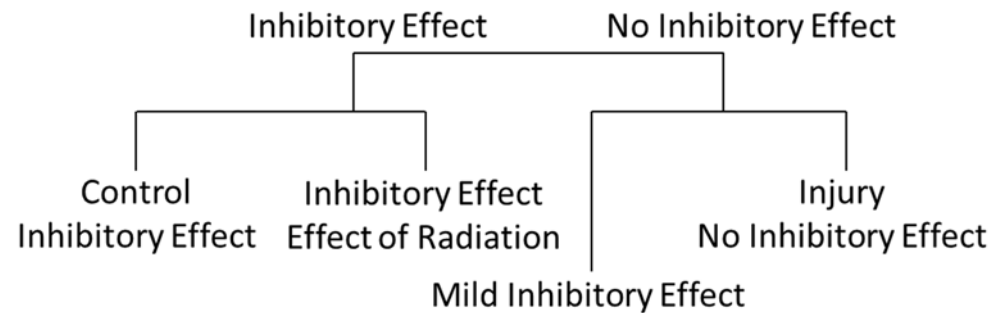 Inhibitory Effect
No Inhibitory Effect
Control
Inhibitory Effect
Inhibitory Effect
Effect of Radiation
Injury
No Inhibitory Effect
Mild Inhibitory Effect